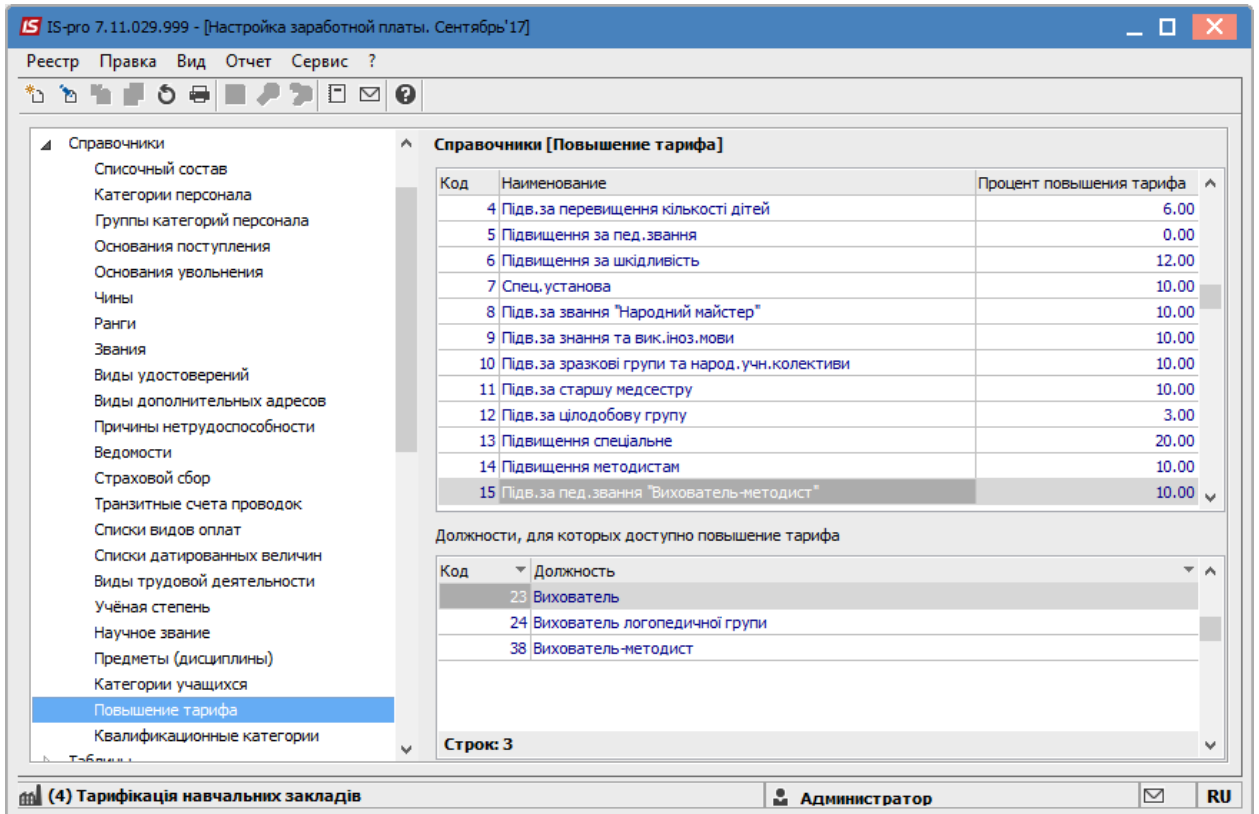 IS-pro 7.11.029.999 - [Настройка заработной платы. Сентябрь'17]
Реестр Правка Вид Отчет Сервис ?
Справочники
Списочный состав
Категории персонала
Группы категорий персонала
Основания поступления
Основания увольнения
Чины
Ранги
Звания
Виды удостоверений
Виды дополнительных адресов
Причины нетрудоспособности
Ведомости
Страховой сбор
Транзитные счета проводок
Списки видов оплат
Списки датированных величин
Виды трудовой деятельности
Учёная степень
Научное звание
Предметы (дисциплины)
Категории учащихся
Повышение тарифа
Квалификационные категории
Таблицы
Справочники [Повышение тарифа]
Код Наименование Процент повышения тарифа
4 Підв.за перевищення кількості дітей 6.00
5 Підвищення за пед.звання 0.00
6 Підвищення за шкідливість 12.00
7 Спец.установа 10.00
8 Підв.за звання "Народний майстер" 10.00
9 Підв.за знання та вик.іноз.мови 10.00
10 Підв.за зразкові групи та народ.учн.колективи 10.00
11 Підв.за старшу медсестру 10.00
12 Підв.за цілодобову групу 3.00
13 Підвищення спеціальне 20.00
14 Підвищення методистам 10.00
15 Підв.за пед.звання "Вихователь-методист" 10.00
Должности, для которых доступно повышение тарифа
Код Должность
23 Вихователь
24 Вихователь логопедичної групи
38 Вихователь-методист
Строк: 3
(4) Тарифікація навчальних закладів Администратор RU